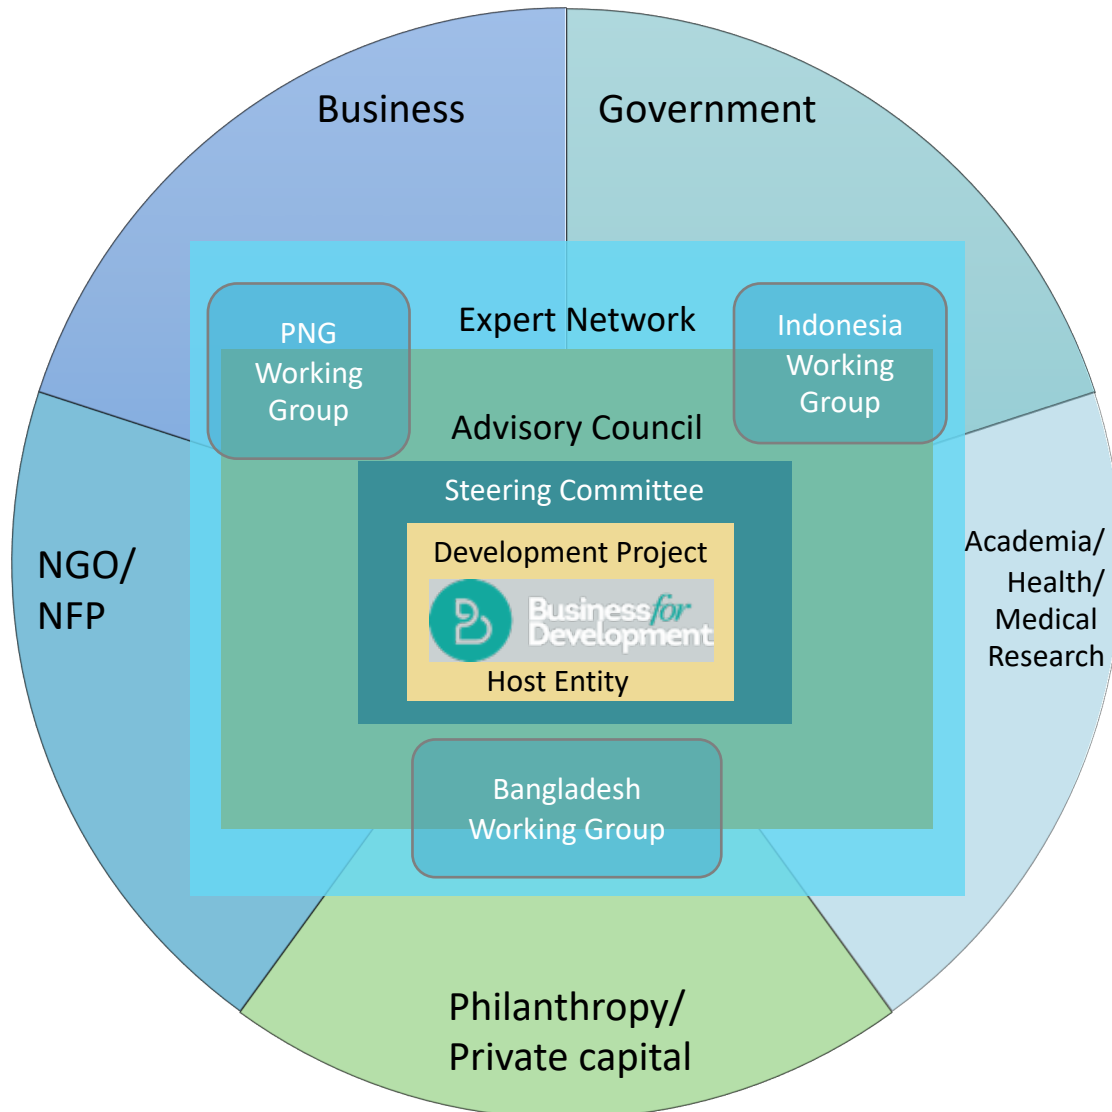 Business
Government
Expert Network
PNG
Working
Group
Indonesia
Working
Group
Advisory Council
Steering Committee
Development Project
Business for
Development
Host Entity
NGO/
NFP
Academia/
Health/
Medical
Research
Bangladesh
Working Group
Philanthropy/
Private capital